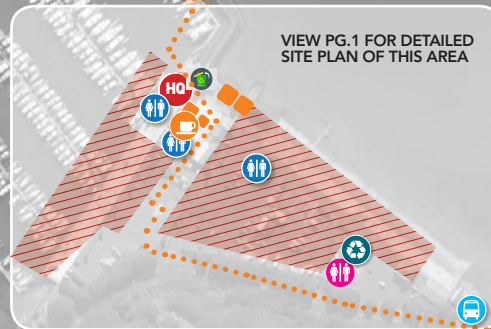 VIEW PG.1 FOR DETAILED
SITE PLAN OF THIS AREA
HQ